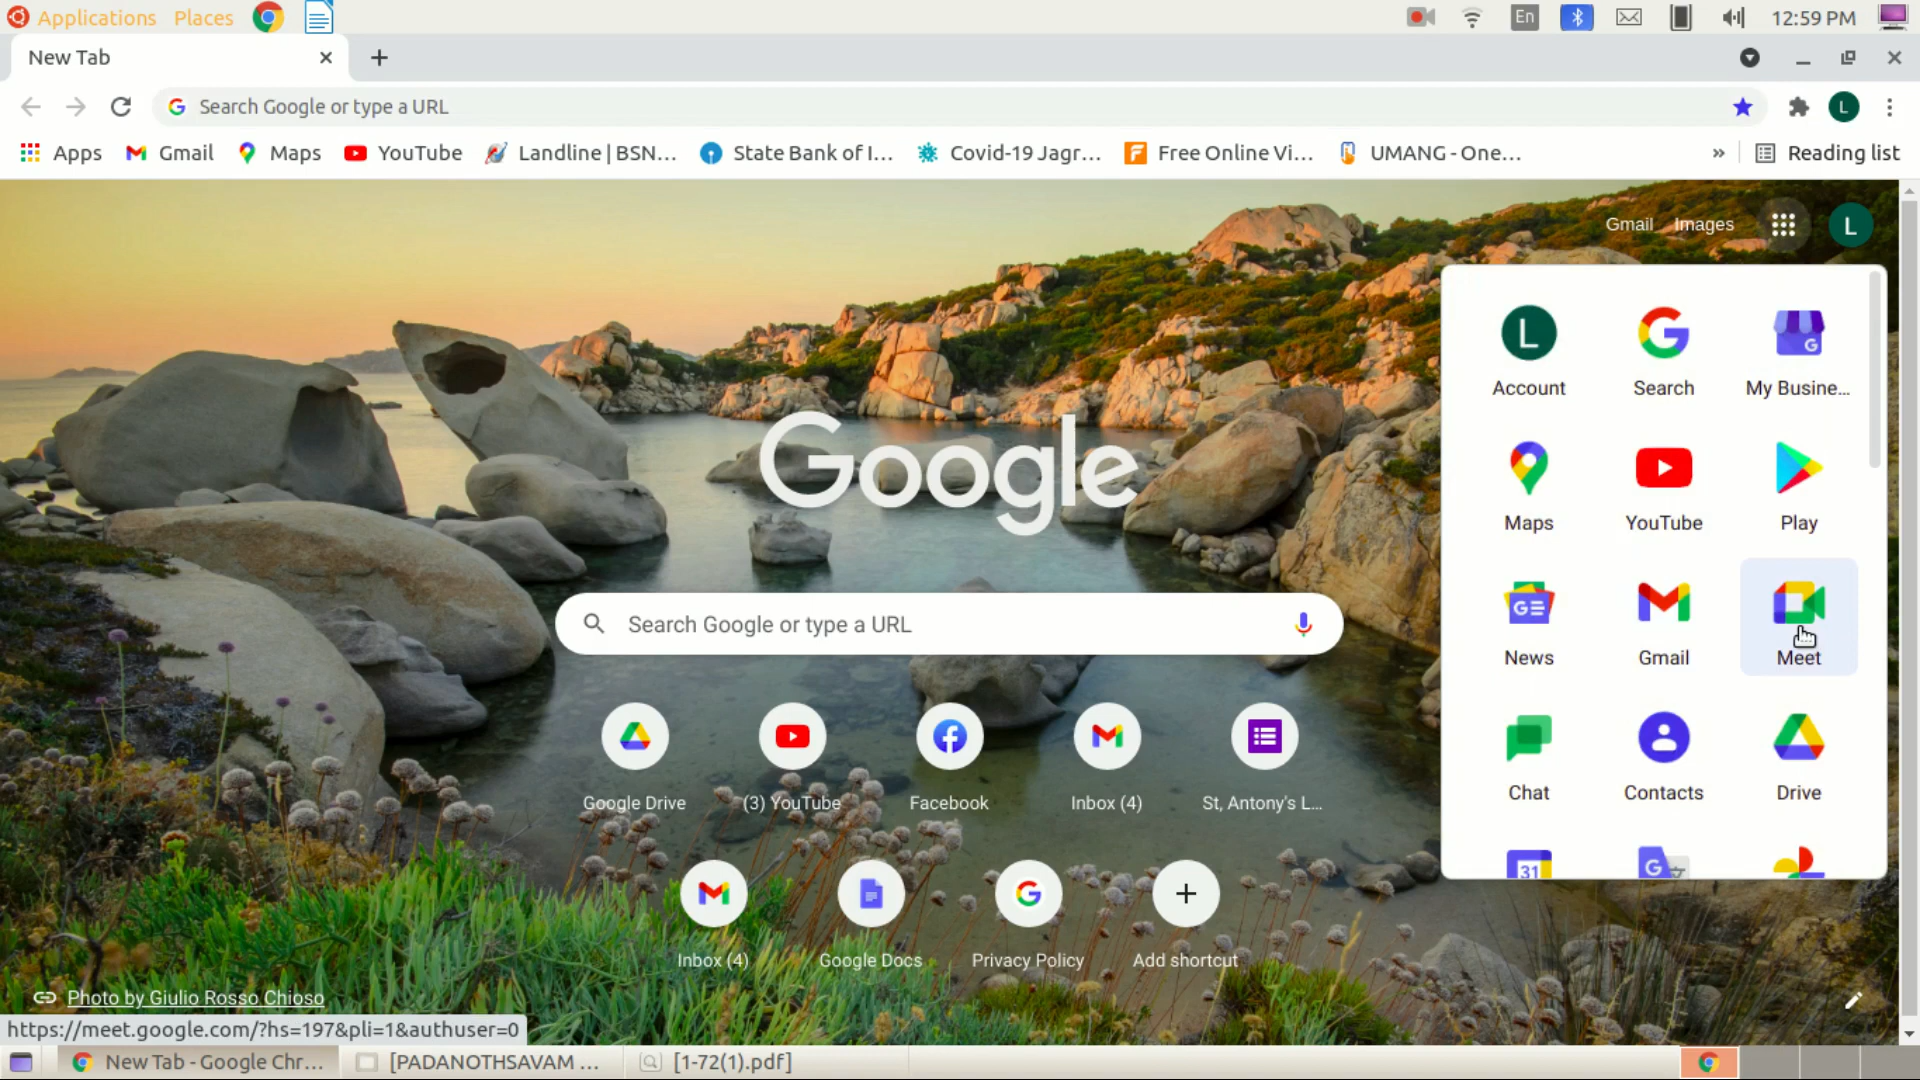 Applications Places En 12:59 PM
New Tab
Search Google or type a URL L
Apps Gmail Maps YouTube Landline | BSN... State Bank of I... Covid-19 Jagr... Free Online Vi... UMANG - One... » Reading list
Gmail Images L
L Account
Search
My Busine...
Google
Maps
YouTube
Play
News
Gmail
Meet
Search Google or type a URL
Chat
Contacts
Drive
31
Google Drive
(3) YouTube
Facebook
Inbox (4)
St, Antony's L...
Inbox (4)
Google Docs
Privacy Policy
Add shortcut
Photo by Giulio Rosso Chioso
https://meet.google.com/?hs=197&pli=1&authuser=0
New Tab - Google Chr... [PADANOTHSAVAM ... [1-72(1).pdf]